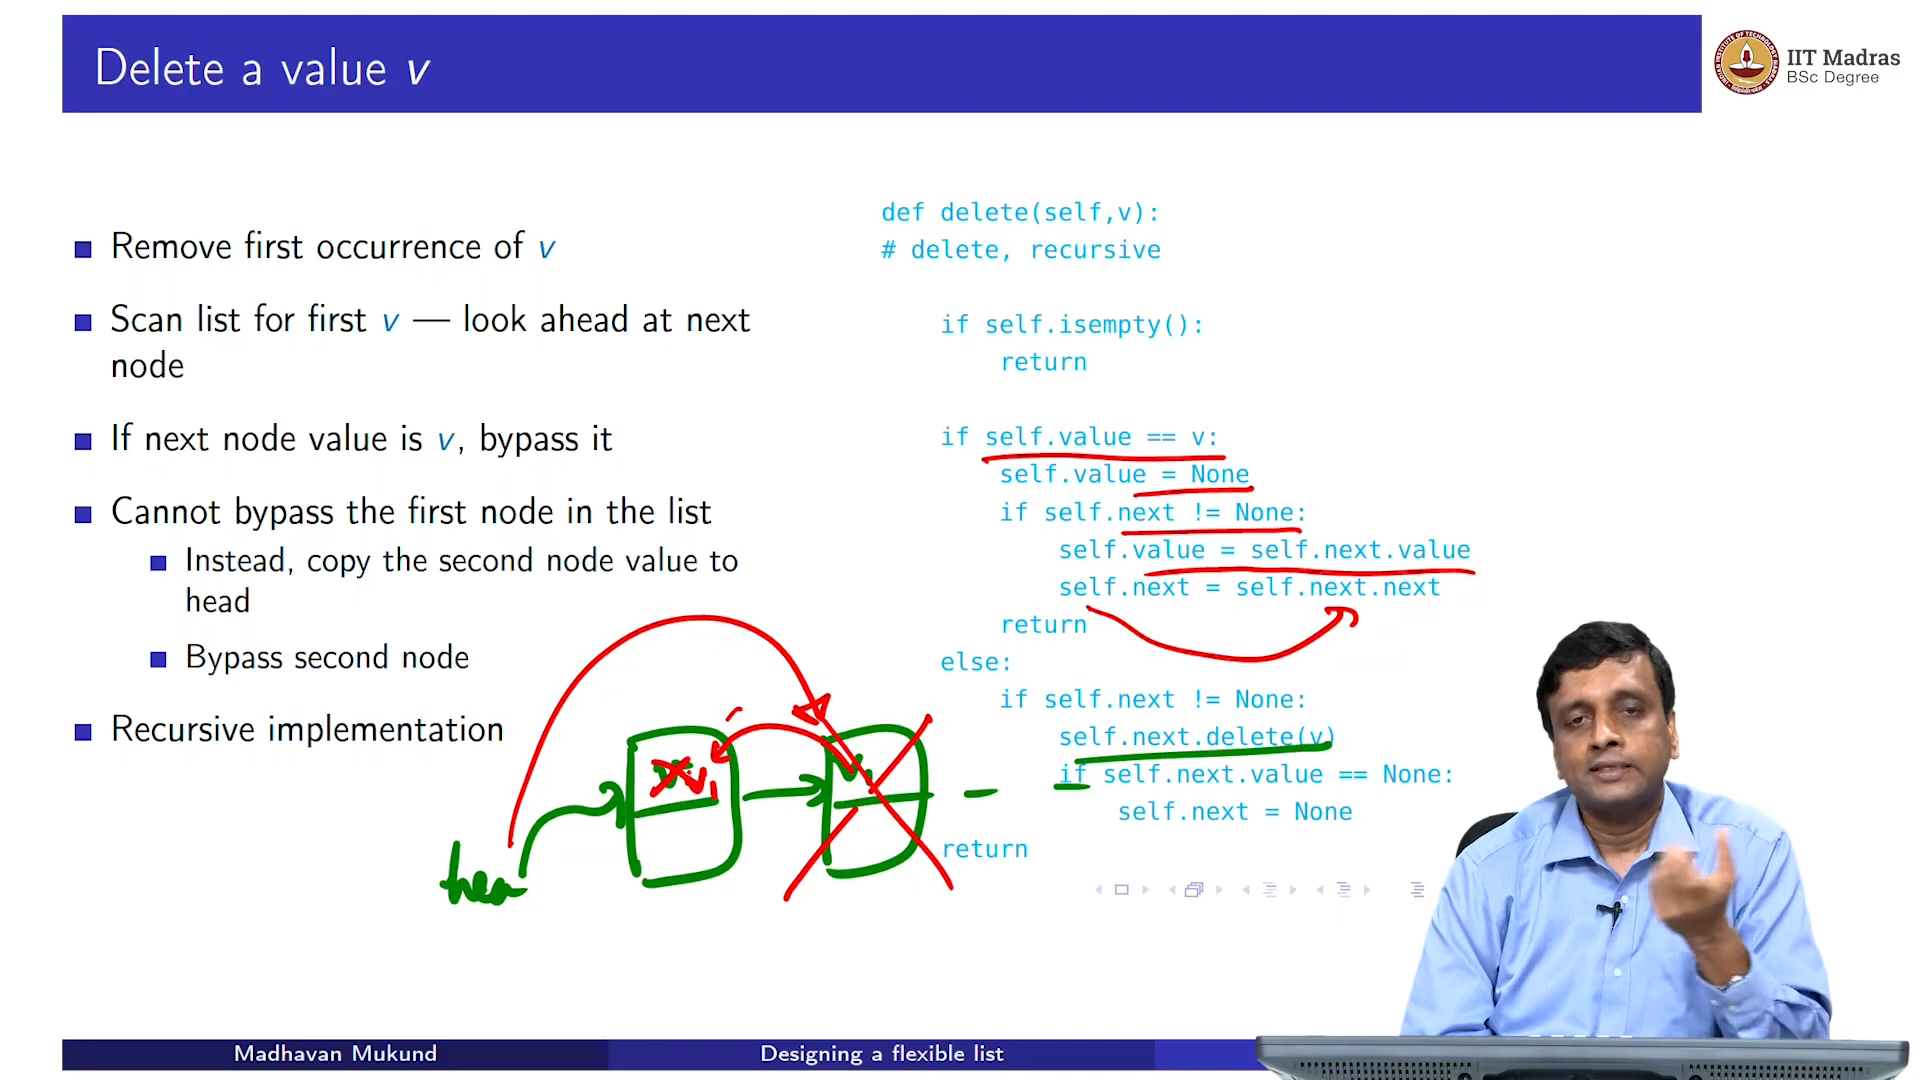 Delete a value v
IIT Madras
BSc Degree
Remove first occurrence of v
Scan list for first v — look ahead at next
node
If next node value is v, bypass it
Cannot bypass the first node in the list
Instead, copy the second node value to
head
Bypass second node
Recursive implementation
def delete(self,v):
# delete, recursive
if self.isempty():
return
if self.value == v:
self.value = None
if self.next != None:
self.value = self.next.value
self.next = self.next.next
return
else:
if self.next != None:
self.next.delete(v)
if self.next.value == None:
self.next = None
return
v1
Madhavan Mukund
Designing a flexible list